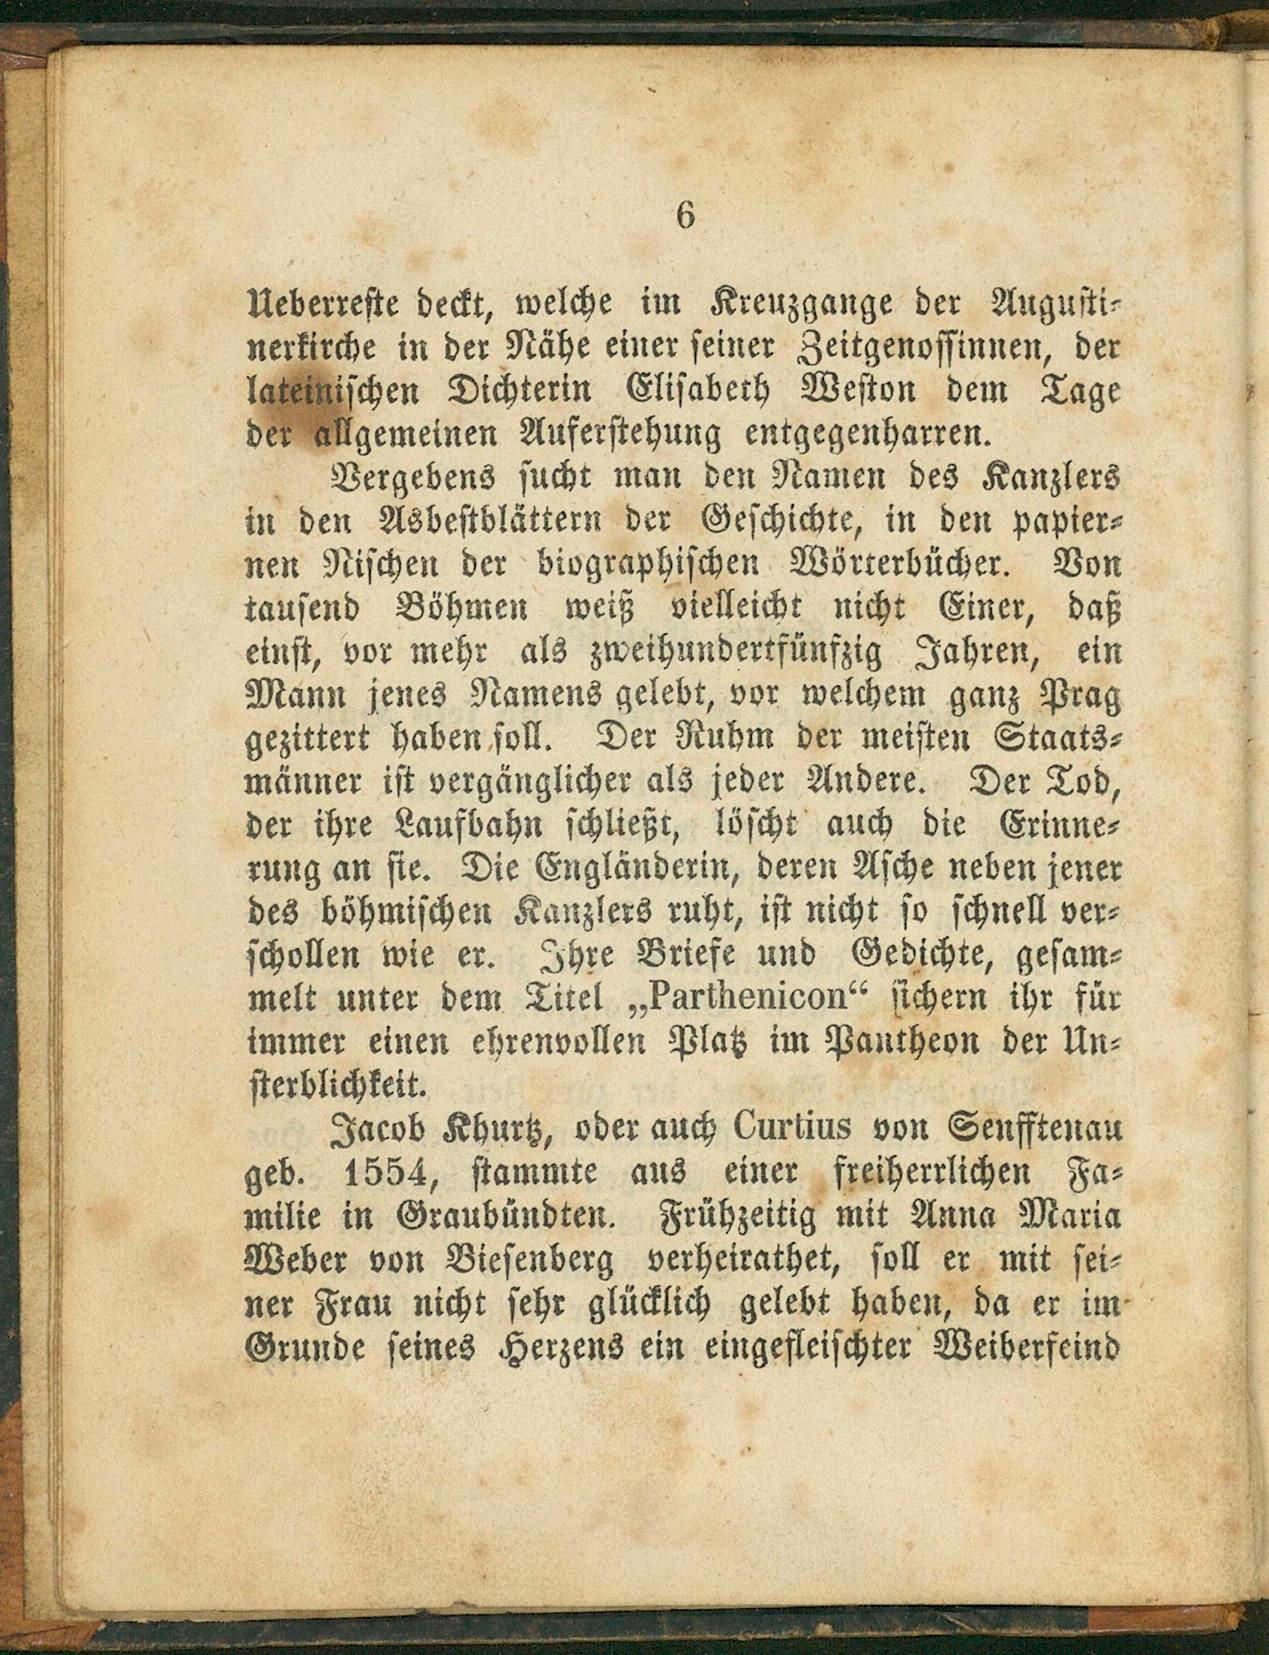 6
Ueberreste deckt, welche im Kreuzgange der Augusti-
nerkirche in der Nähe einer seiner Zeitgenossinnen, der
lateinischen Dichterin Elisabeth Weston dem Tage
der allgemeinen Auferstehung entgegenharren.
Vergebens sucht man den Namen des Kanzlers
in den Asbestblättern der Geschichte, in den papier-
nen Nischen der biographischen Wörterbücher. Von
tausend Böhmen weiß vielleicht nicht Einer, daß
einst, vor mehr als zweihundertfünfzig Jahren, ein
Mann jenes Namens gelebt, vor welchem ganz Prag
gezittert haben soll. Der Ruhm der meisten Staats-
männer ist vergänglicher als jeder Andere. Der Tod,
der ihre Laufbahn schließt, löscht auch die Erinne-
rung an sie. Die Engländerin, deren Asche neben jener
des böhmischen Kanzlers ruht, ist nicht so schnell ver-
schollen wie er. Ihre Briefe und Gedichte, gesam-
melt unter dem Titel „Parthenicon“ sichern ihr für
immer einen ehrenvollen Platz im Pantheon der Un-
sterblichkeit.
Jacob Khurtz, oder auch Curtius von Senfftenau
geb. 1554, stammte aus einer freiherrlichen Fa-
milie in Graubündten. Frühzeitig mit Anna Maria
Weber von Biesenberg verheirathet, soll er mit sei-
ner Frau nicht sehr glücklich gelebt haben, da er im
Grunde seines Herzens ein eingefleischter Weiberfeind